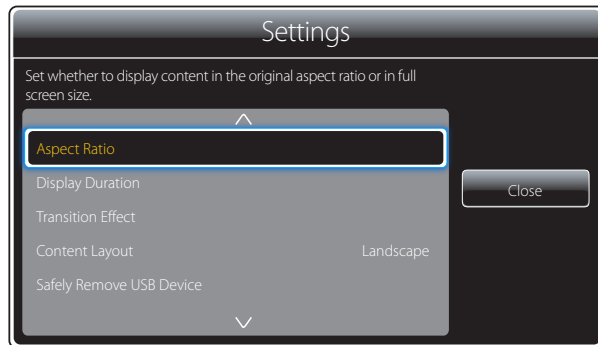 Settings
Set whether to display content in the original aspect ratio or in full
screen size.
Aspect Ratio
Display Duration
Close
Transition Effect
Content Layout Landscape
Safely Remove USB Device